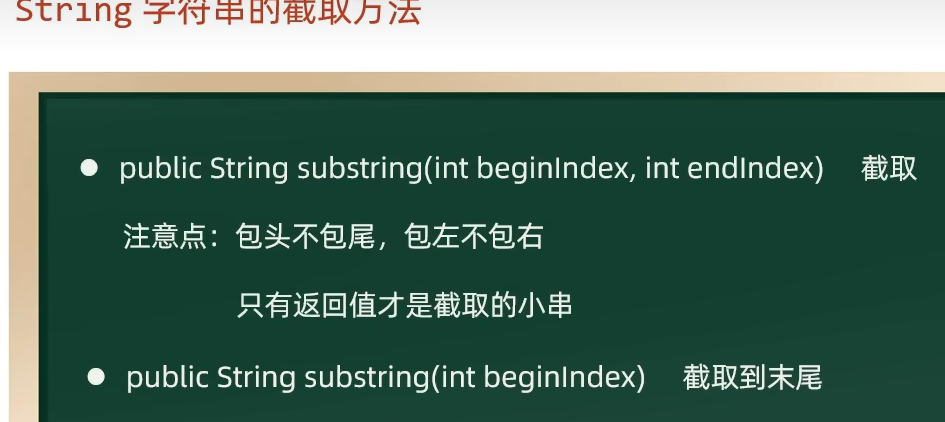 String 字符串的截取方法
● public String substring(int beginIndex, int endIndex) 截取
注意点：包头不包尾，包左不包右
只有返回值才是截取的小串
● public String substring(int beginIndex) 截取到末尾